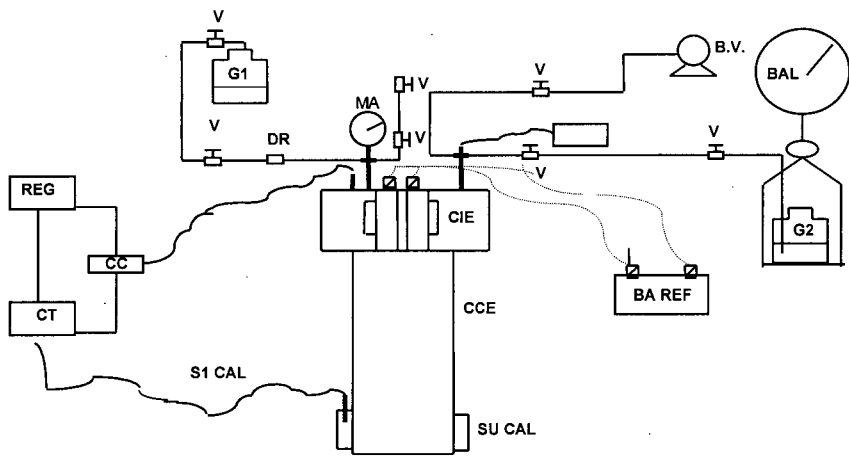 V
G1
B.V.
BAL
V
MA
V
V
DR
V
V
REG
CIE
V
G2
CC
BA REF
CT
CCE
S1 CAL
SU CAL